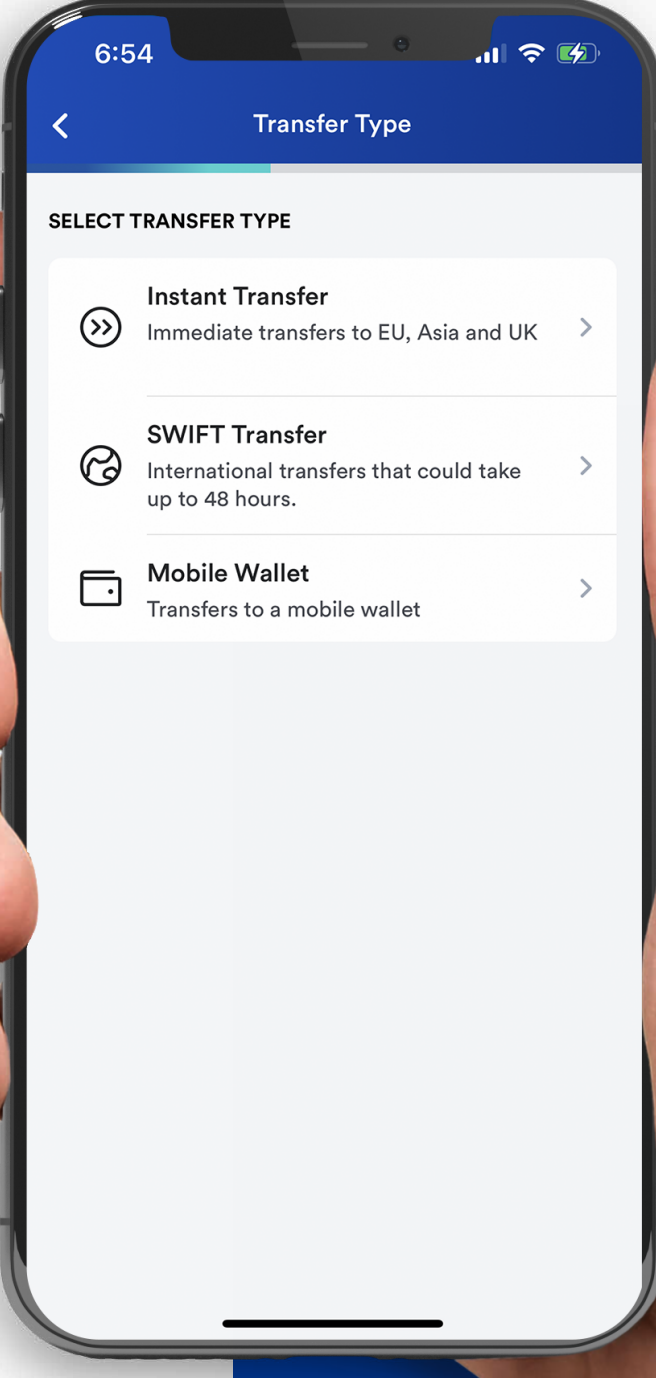 6:54
Transfer Type
SELECT TRANSFER TYPE
Instant Transfer
Immediate transfers to EU, Asia and UK
SWIFT Transfer
International transfers that could take
up to 48 hours.
Mobile Wallet
Transfers to a mobile wallet